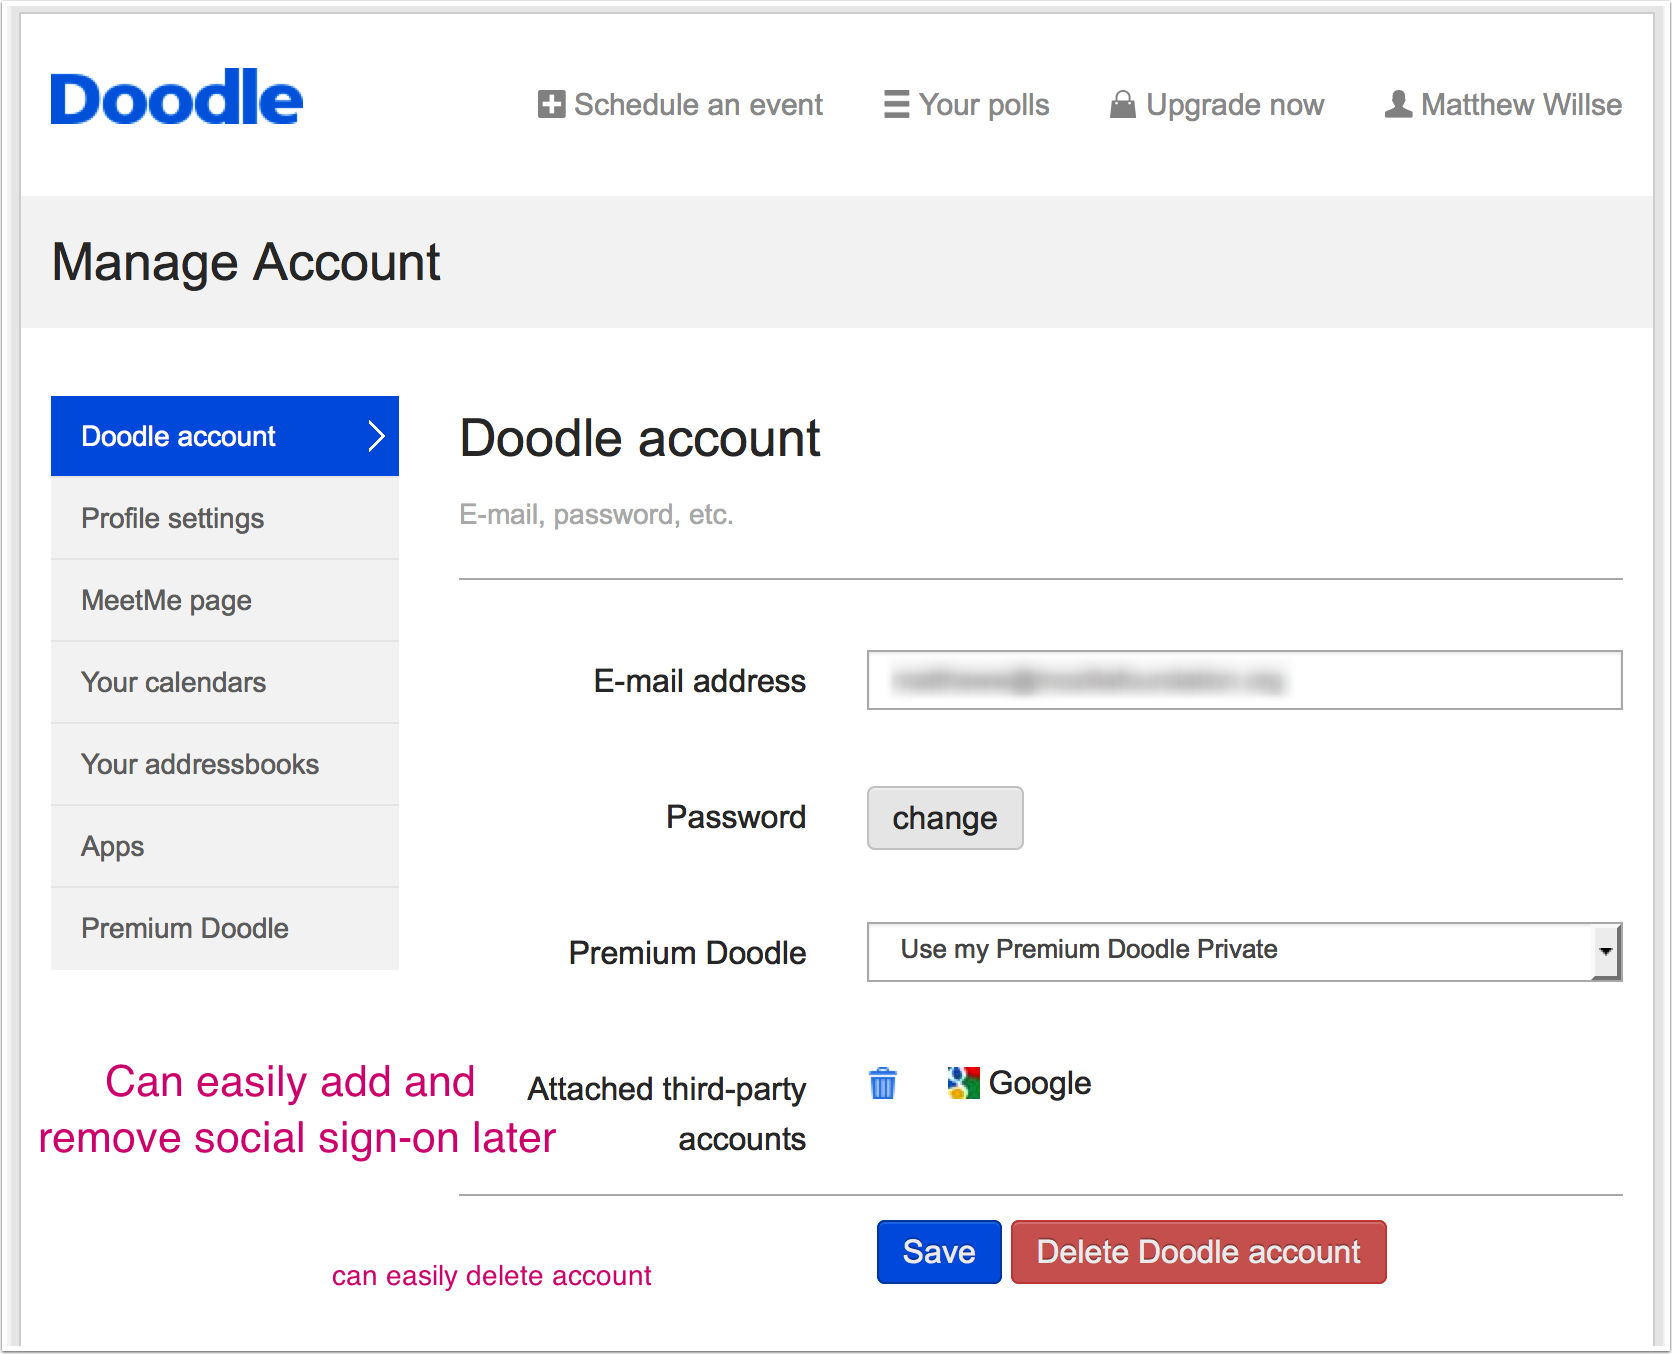 Doodle
Schedule an event
Your polls
Upgrade now
Matthew Willse
Manage Account
Doodle account
Profile settings
MeetMe page
Your calendars
Your addressbooks
Apps
Premium Doodle
Doodle account
E-mail, password, etc.
E-mail address
Password
change
Premium Doodle
Use my Premium Doodle Private
Can easily add and
remove social sign-on later
Attached third-party
accounts
Google
can easily delete account
Save
Delete Doodle account